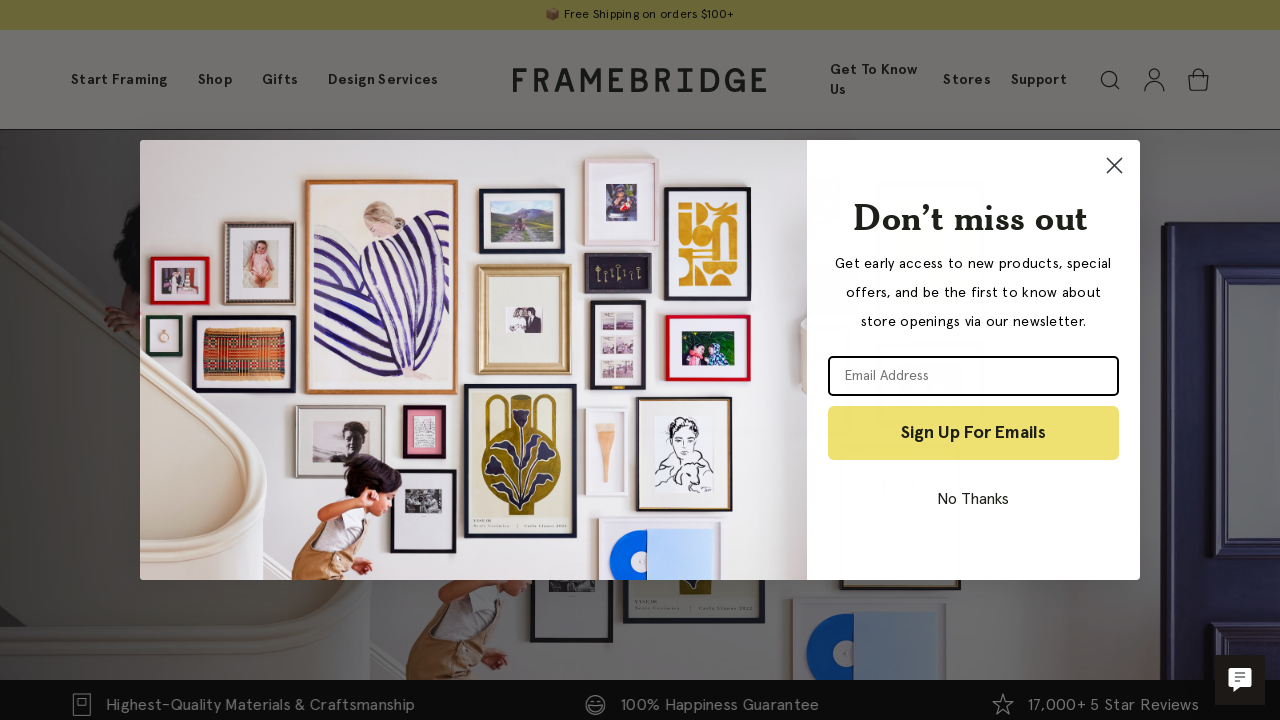 📦 Free Shipping on orders $100+
Start Framing
Shop
Gifts
Design Services
FRAMEBRIDGE
Get To Know
Us
Stores
Support
Don't miss out
Get early access to new products, special
offers, and be the first to know about
store openings via our newsletter.
Email Address
Sign Up For Emails
No Thanks
Highest-Quality Materials & Craftsmanship
100% Happiness Guarantee
17,000+ 5 Star Reviews